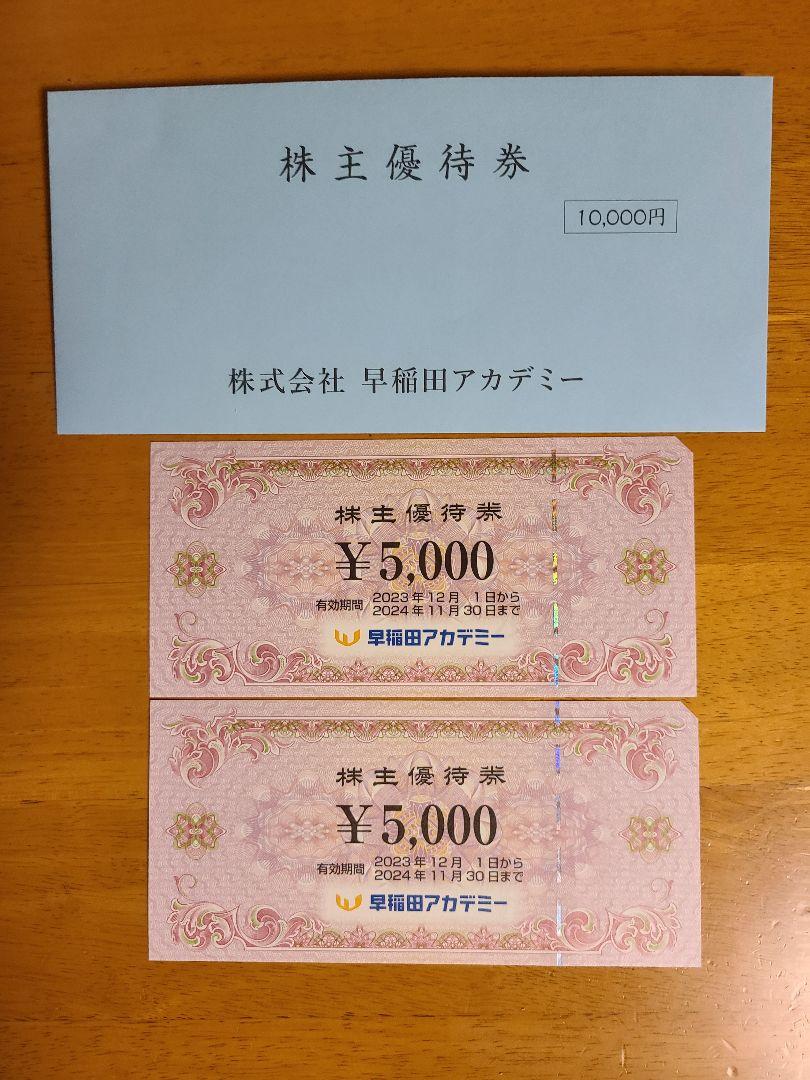 株主優待券
10,000円
株式会社 早稲田アカデミー
株主優待券
¥5,000
有効期間 2023年12月 1日から
2024年11月30日まで
早稲田アカデミー
株主優待券
¥5,000
有効期間 2023年12月 1日から
2024年11月30日まで
早稲田アカデミー